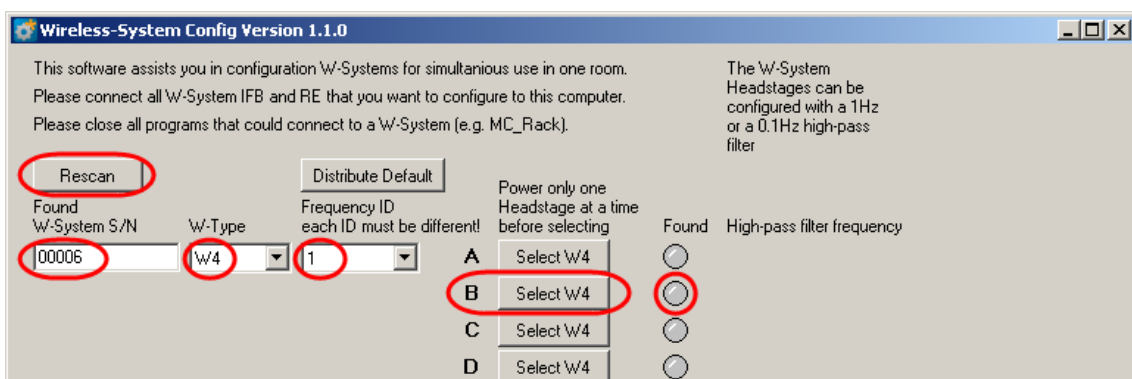 Wireless-System Config Version 1.1.0
This software assists you in configuration W-Systems for simultanious use in one room.
Please connect all W-System IFB and RE that you want to configure to this computer.
Please close all programs that could connect to a W-System (e.g. MC_Rack).
The W-System
Headstages can be
configured with a 1Hz
or a 0.1Hz high-pass
filter
Rescan
Distribute Default
Found
W-System S/N
W-Type
Frequency ID
each ID must be different!
Power only one
Headstage at a time
before selecting
Found
High-pass filter frequency
00006
W4
1
A
Select W4
B
Select W4
C
Select W4
D
Select W4